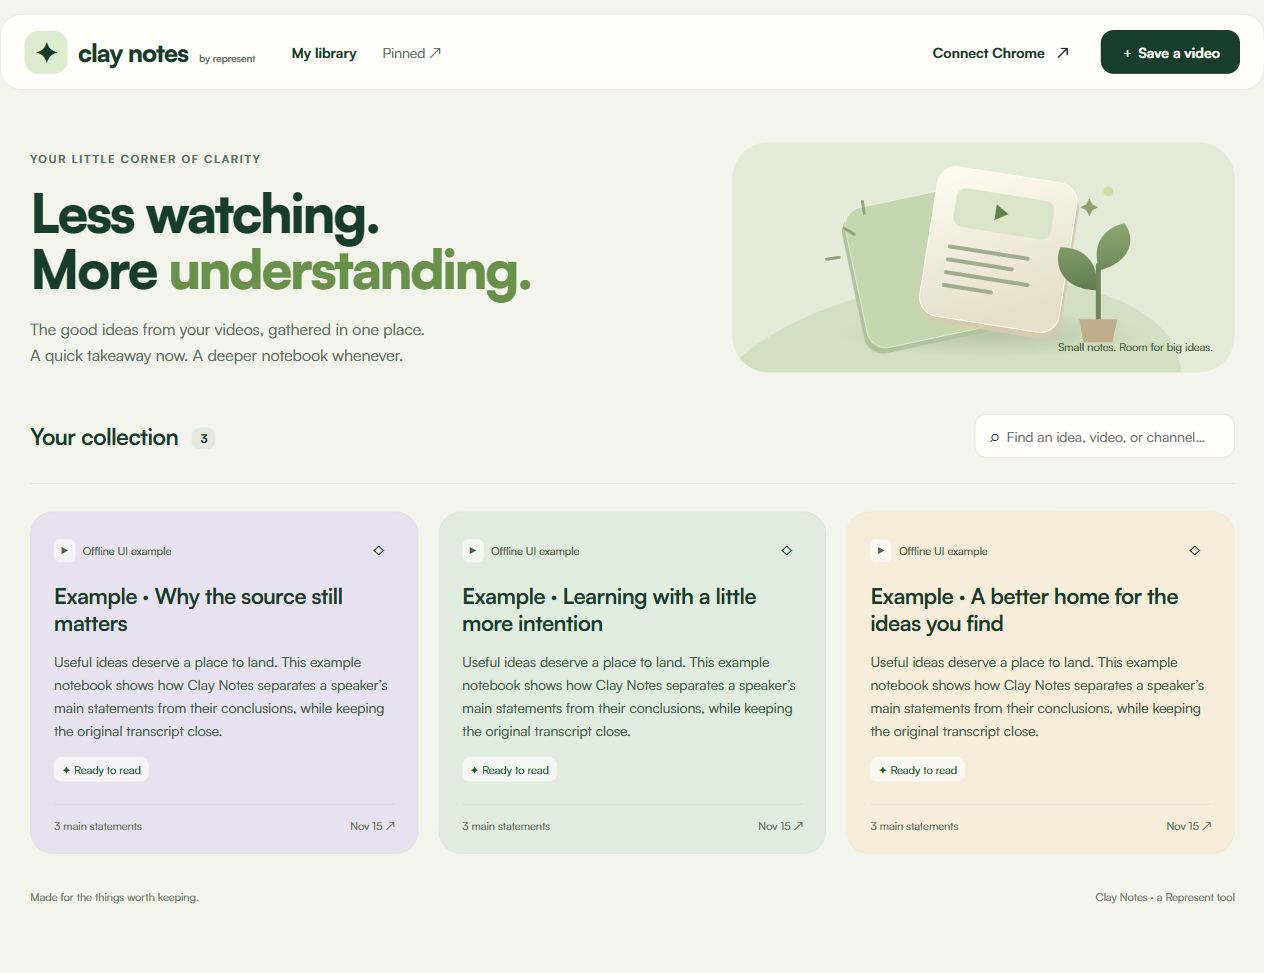 clay notes by represent My library Pinned ↗ Connect Chrome ↗ + Save a video
YOUR LITTLE CORNER OF CLARITY
Less watching.
More understanding.
The good ideas from your videos, gathered in one place.
A quick takeaway now. A deeper notebook whenever.
Small notes. Room for big ideas.
Your collection 3
Find an idea, video, or channel...
Offline UI example
Example · Why the source still
matters
Useful ideas deserve a place to land. This example
notebook shows how Clay Notes separates a speaker’s
main statements from their conclusions, while keeping
the original transcript close.
✦ Ready to read
3 main statements Nov 15 ↗
Offline UI example
Example · Learning with a little
more intention
Useful ideas deserve a place to land. This example
notebook shows how Clay Notes separates a speaker’s
main statements from their conclusions, while keeping
the original transcript close.
✦ Ready to read
3 main statements Nov 15 ↗
Offline UI example
Example · A better home for the
ideas you find
Useful ideas deserve a place to land. This example
notebook shows how Clay Notes separates a speaker’s
main statements from their conclusions, while keeping
the original transcript close.
✦ Ready to read
3 main statements Nov 15 ↗
Made for the things worth keeping.
Clay Notes · a Represent tool